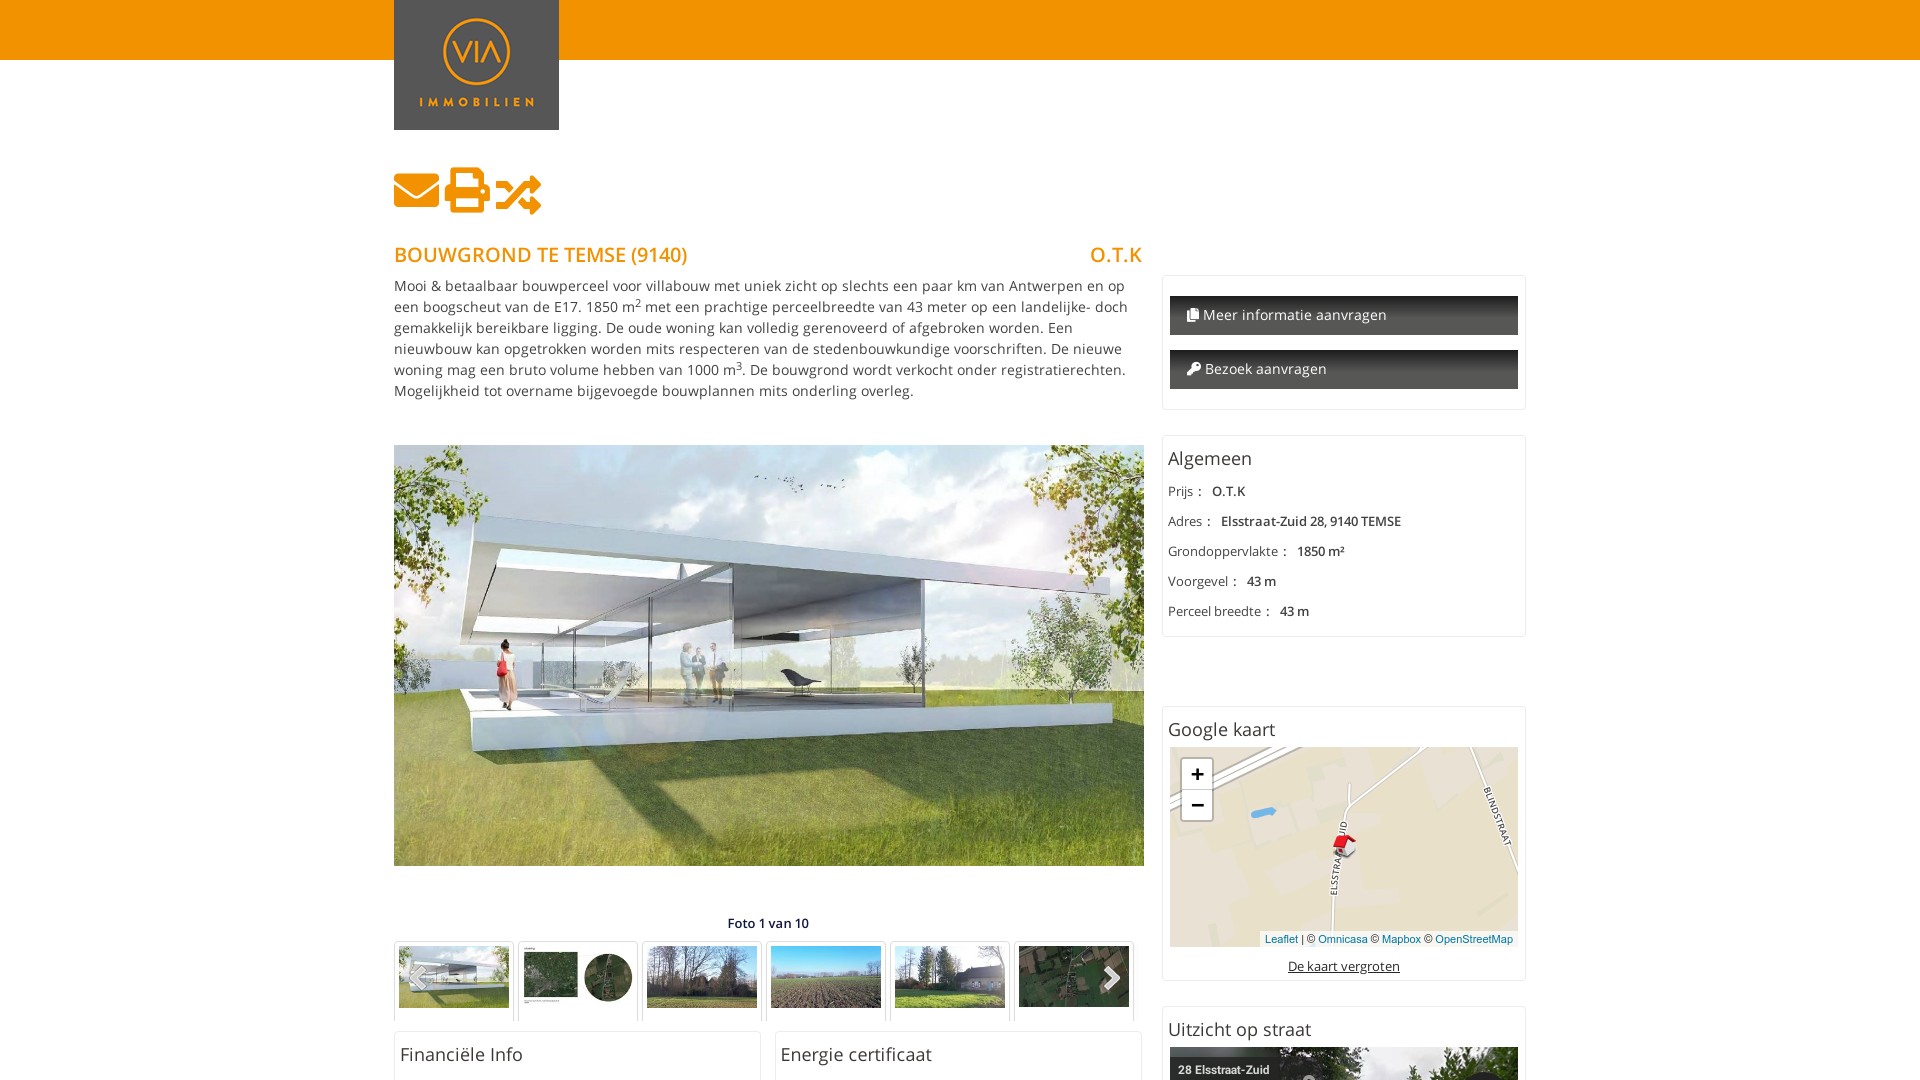 VIA
IMMOBILIEN
BOUWGROND TE TEMSE (9140)
O.T.K
Mooi & betaalbaar bouwperceel voor villabouw met uniek zicht op slechts een paar km van Antwerpen en op
een boogscheut van de E17. 1850 m2 met een prachtige perceelbreedte van 43 meter op een landelijke- doch
gemakkelijk bereikbare ligging. De oude woning kan volledig gerenoveerd of afgebroken worden. Een
nieuwbouw kan opgetrokken worden mits respecteren van de stedenbouwkundige voorschriften. De nieuwe
woning mag een bruto volume hebben van 1000 m3. De bouwgrond wordt verkocht onder registratierechten.
Mogelijkheid tot overname bijgevoegde bouwplannen mits onderling overleg.
Foto 1 van 10
Financiële Info
Energie certificaat
Meer informatie aanvragen
Bezoek aanvragen
Algemeen
Prijs : O.T.K
Adres : Elsstraat-Zuid 28, 9140 TEMSE
Grondoppervlakte : 1850 m²
Voorgevel : 43 m
Perceel breedte : 43 m
Google kaart
+
−
BLINDSTRAAT
Leaflet | © Omnicasa © Mapbox © OpenStreetMap
De kaart vergroten
Uitzicht op straat
28 Elsstraat-Zuid